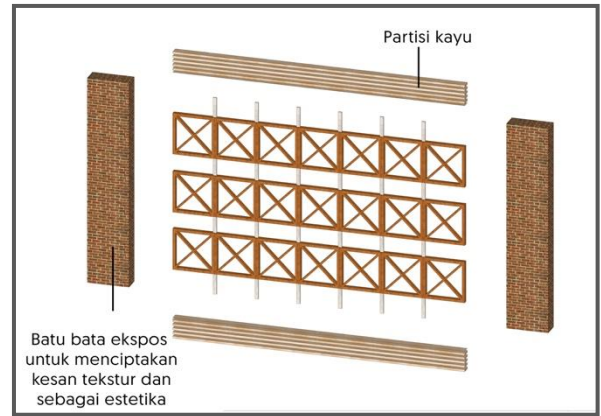 Partisi kayu
Batu bata ekspos
untuk menciptakan
kesan tekstur dan
sebagai estetika